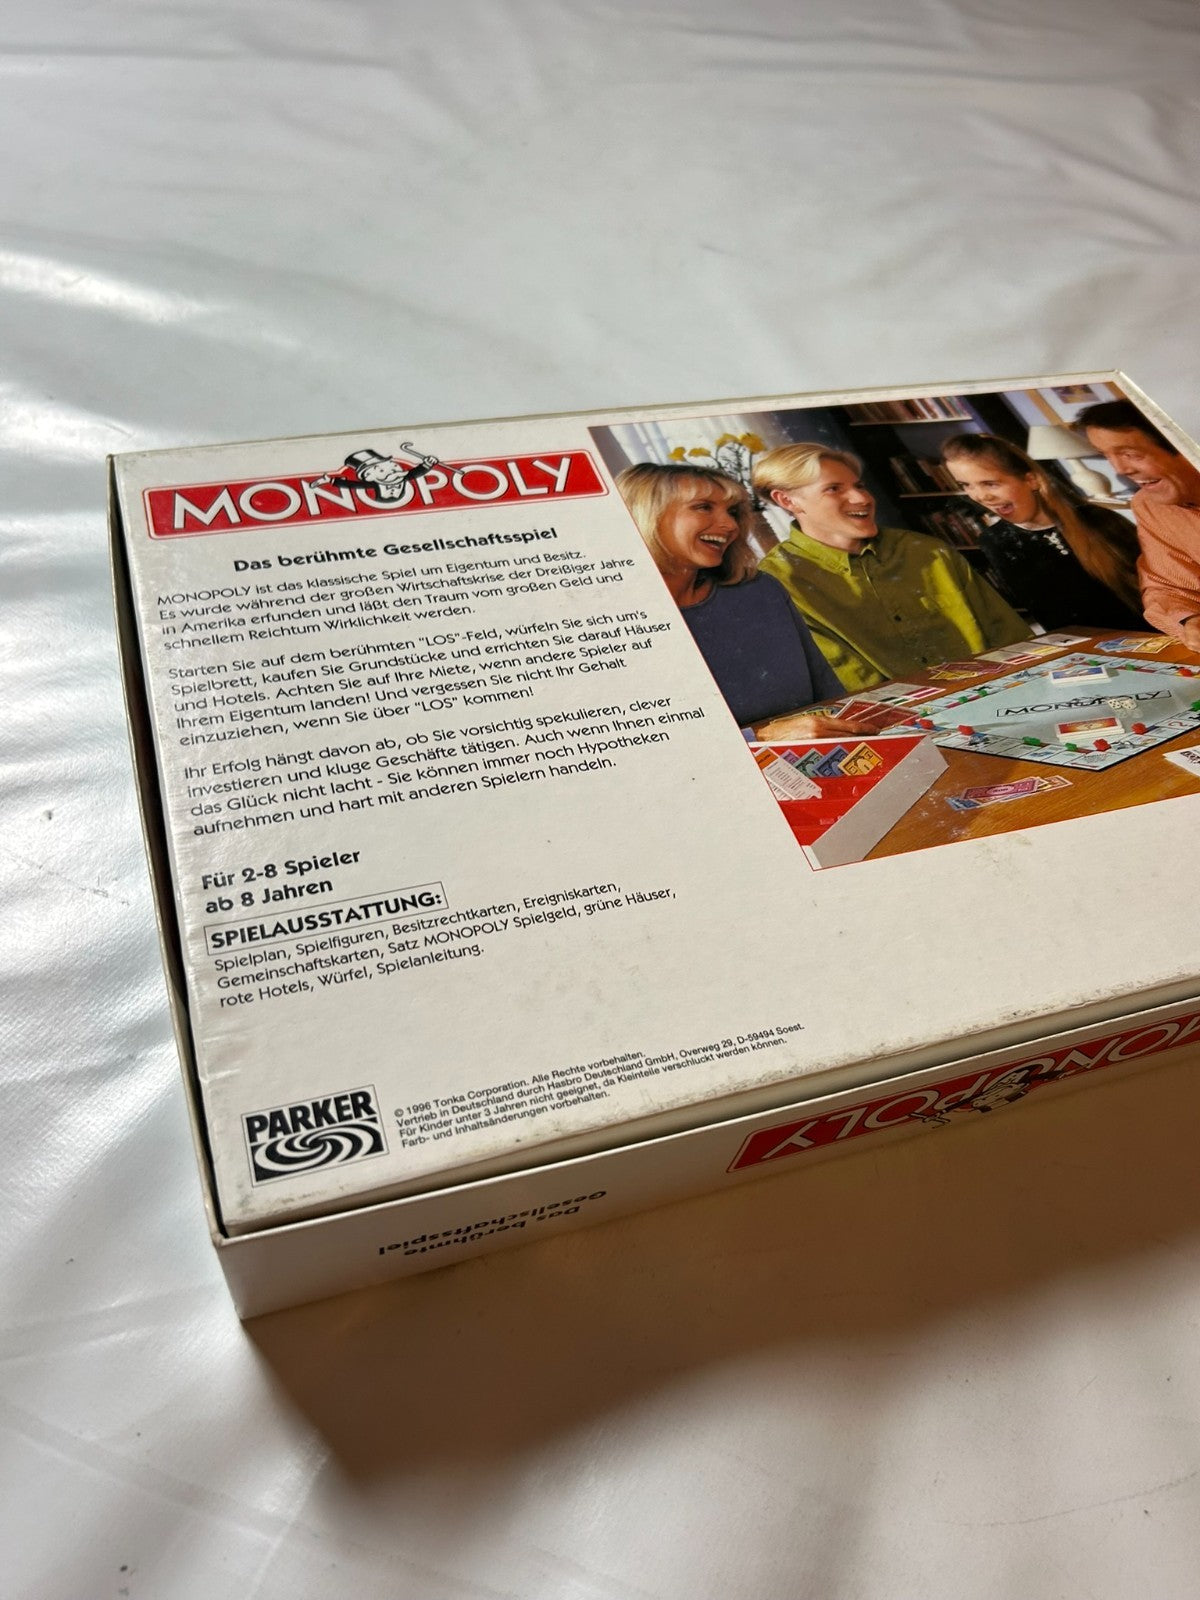 MONOPOLY
Das berühmte Gesellschaftsspiel
MONOPOLY ist das klassische Spiel um Eigentum und Besitz.
Es wurde während der großen Wirtschaftskrise der Dreißiger Jahre
in Amerika erfunden und läßt den Traum vom großen Geld und
schnellem Reichtum Wirklichkeit werden.
Starten Sie auf dem berühmten "LOS"-Feld, würfeln Sie sich um's
Spielbrett, kaufen Sie Grundstücke und errichten Sie darauf Häuser
und Hotels. Achten Sie auf Ihre Miete, wenn andere Spieler auf
Ihrem Eigentum landen! Und vergessen Sie nicht Ihr Gehalt
einzuziehen, wenn Sie über "LOS" kommen!
Ihr Erfolg hängt davon ab, ob Sie vorsichtig spekulieren, clever
investieren und kluge Geschäfte tätigen. Auch wenn Ihnen einmal
das Glück nicht lacht - Sie können immer noch Hypotheken
aufnehmen und hart mit anderen Spielern handeln.
Für 2-8 Spieler
ab 8 Jahren
SPIELAUSSTATTUNG:
Spielplan, Spielfiguren, Besitzrechtkarten, Ereigniskarten,
Gemeinschaftskarten, Satz MONOPOLY Spielgeld, grüne Häuser,
rote Hotels, Würfel, Spielanleitung.
PARKER
© 1996 Tonka Corporation. Alle Rechte vorbehalten.
Vertrieb in Deutschland durch Hasbro Deutschland GmbH, Overweg 29, D-59494 Soest.
Für Kinder unter 3 Jahren nicht geeignet, da Kleinteile verschluckt werden können.
Farb- und Inhaltsänderungen vorbehalten.
MONOPOLY
MONOPOLY
Das berühmte
Gesellschaftsspiel